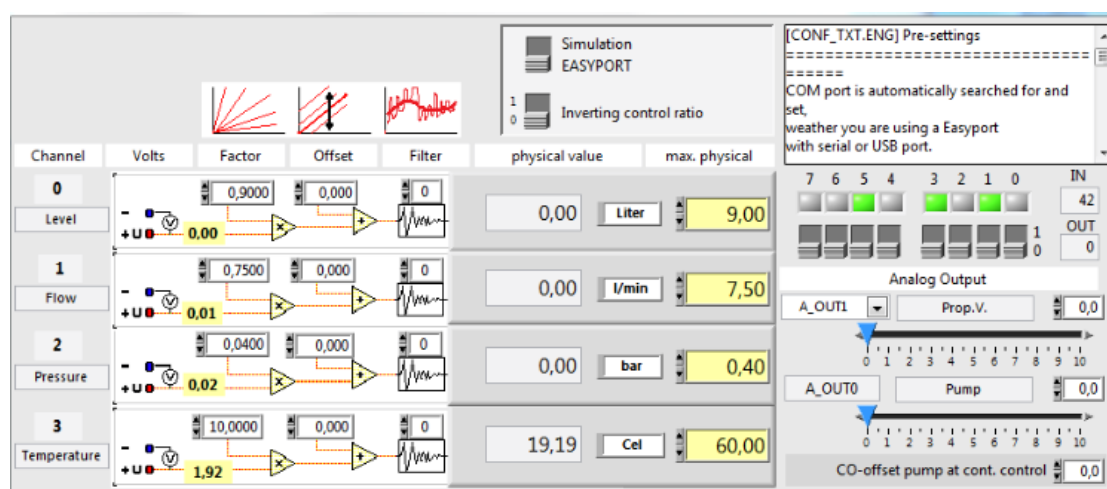 Simulation
EASYPORT
1
0
Inverting control ratio
[CONF_TXT.ENG] Pre-settings
==============================
======
COM port is automatically searched for and
set,
weather you are using a Easyport
with serial or USB port.
Channel Volts Factor Offset Filter physical value max. physical
7 6 5 4 3 2 1 0 IN
42
1
0
OUT
0
0
Level
- + U V 0,00 0,9000 x 0,000 + 0
0,00 Liter 9,00
1
Flow
- + U V 0,01 0,7500 x 0,000 + 0
0,00 l/min 7,50
2
Pressure
- + U V 0,02 0,0400 x 0,000 + 0
0,00 bar 0,40
3
Temperature
- + U V 1,92 10,0000 x 0,000 + 0
19,19 Cel 60,00
Analog Output
A_OUT1 Prop.V. 0,0
0 1 2 3 4 5 6 7 8 9 10
A_OUT0 Pump 0,0
0 1 2 3 4 5 6 7 8 9 10
CO-offset pump at cont. control 0,0